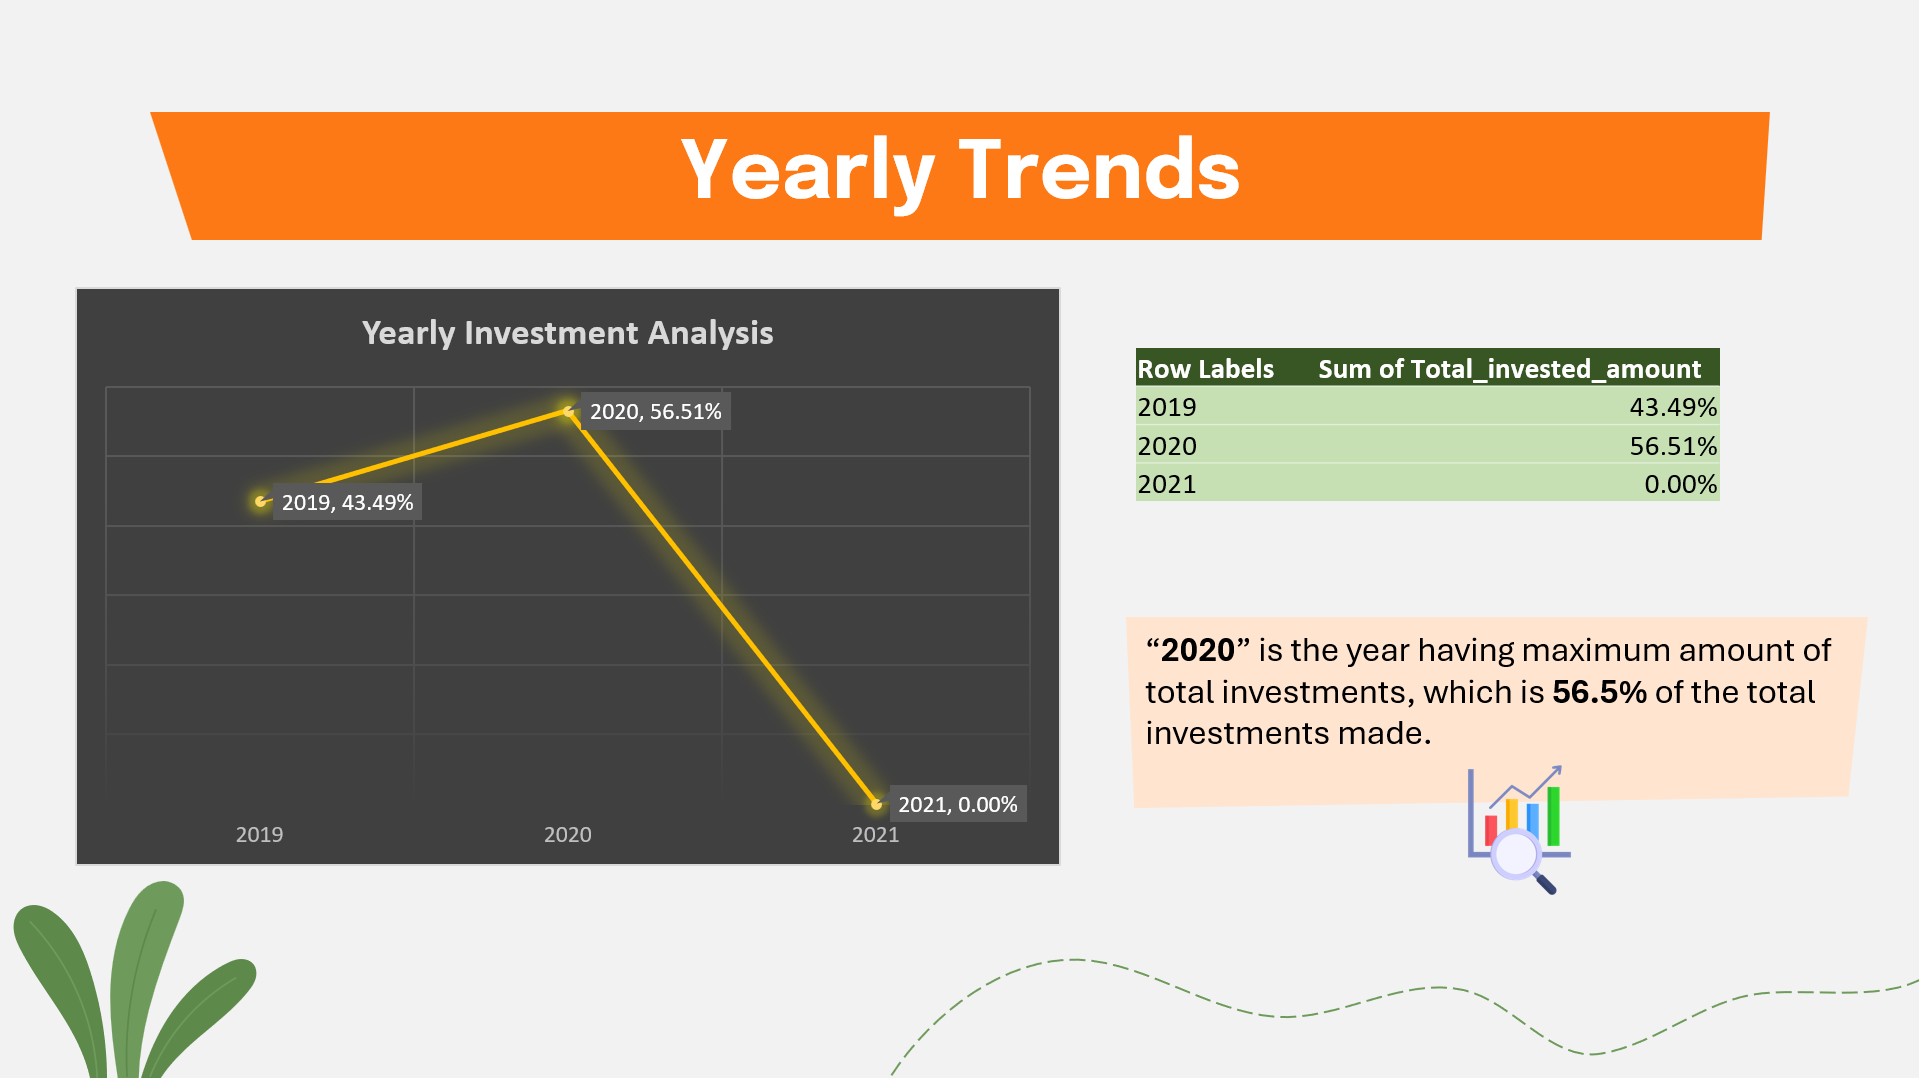 Yearly Trends
Yearly Investment Analysis
2020, 56.51%
2019, 43.49%
2021, 0.00%
2019 2020 2021
Row Labels Sum of Total_invested_amount
2019 43.49%
2020 56.51%
2021 0.00%
“2020” is the year having maximum amount of
total investments, which is 56.5% of the total
investments made.